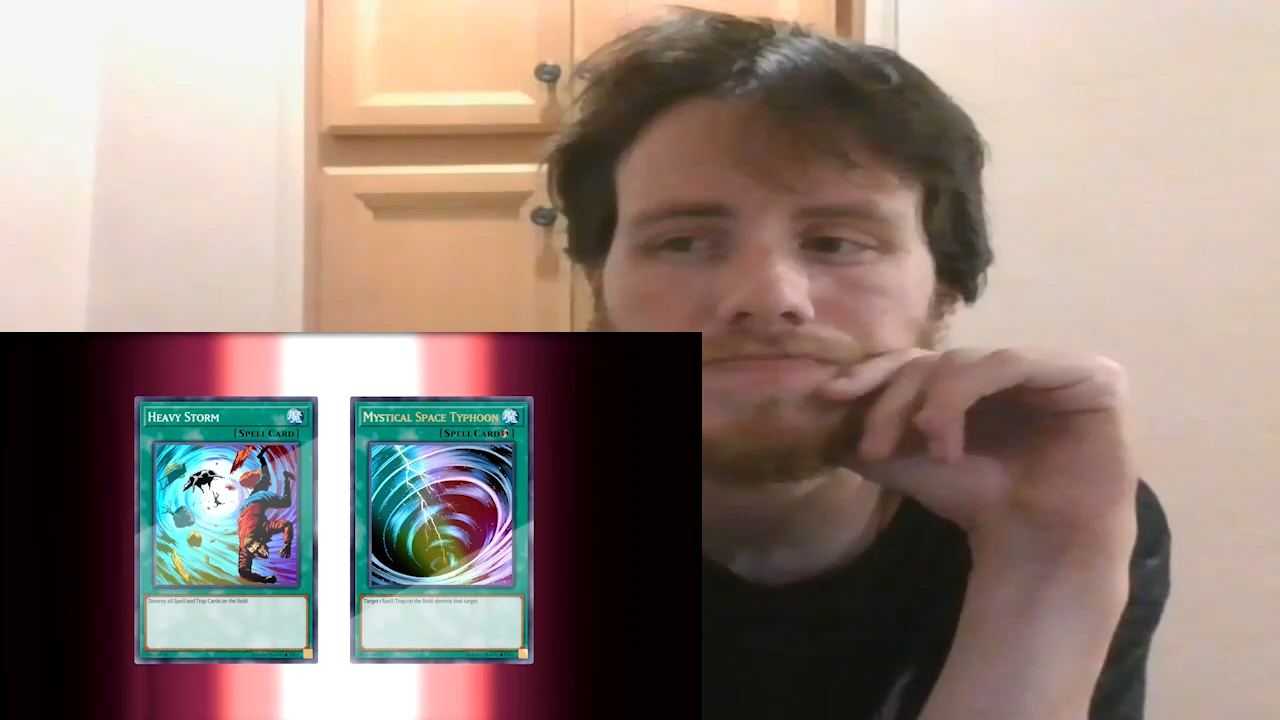 HEAVY STORM
[SPELL CARD]
Destroy all Spell and Trap Cards on the field.
MYSTICAL SPACE TYPHOON
[SPELL CARD]
Target 1 Spell/Trap on the field; destroy that target.